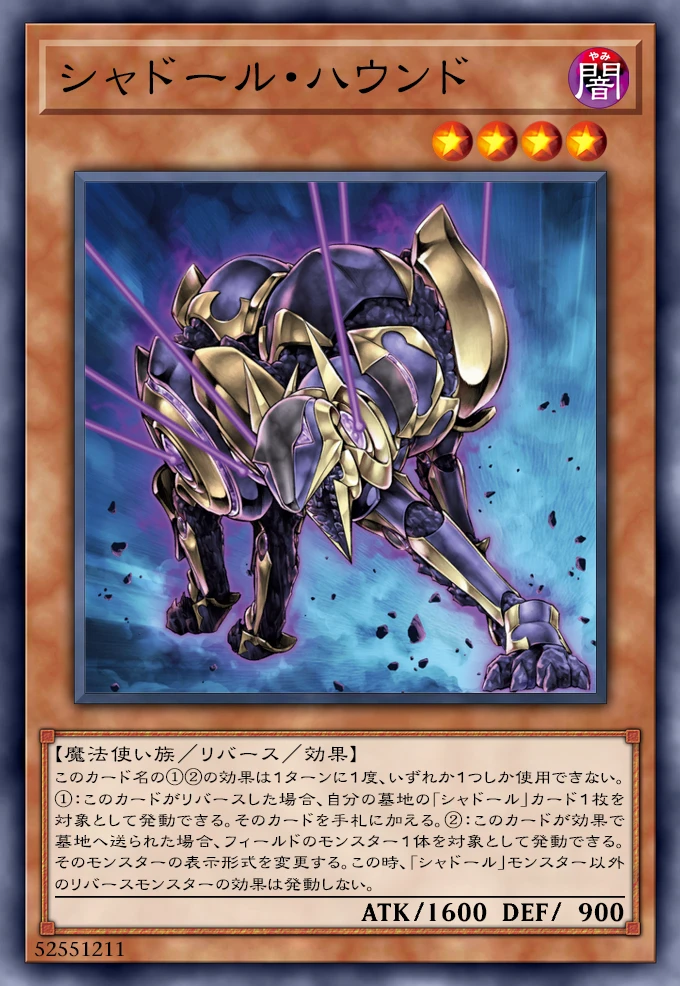 シャドール・ハウンド
やみ
闇
【魔法使い族／リバース／効果】
このカード名の①②の効果は1ターンに1度、いずれか1つしか使用できない。
①：このカードがリバースした場合、自分の墓地の「シャドール」カード1枚を
対象として発動できる。そのカードを手札に加える。②：このカードが効果で
墓地へ送られた場合、フィールドのモンスター1体を対象として発動できる。
そのモンスターの表示形式を変更する。この時、「シャドール」モンスター以外
のリバースモンスターの効果は発動しない。
ATK/1600 DEF/ 900
52551211